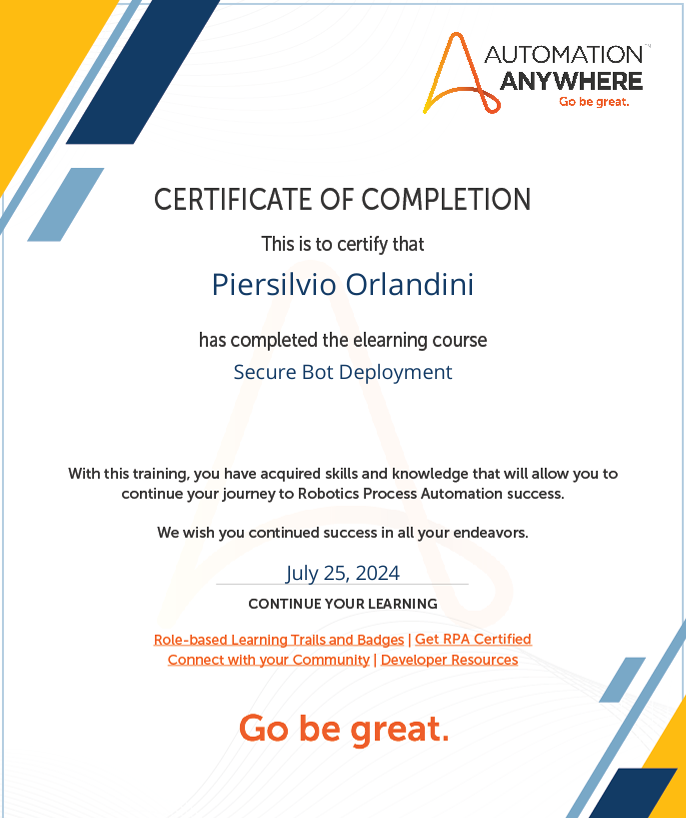 AUTOMATION™
ANYWHERE
Go be great.
CERTIFICATE OF COMPLETION
This is to certify that
Piersilvio Orlandini
has completed the elearning course
Secure Bot Deployment
With this training, you have acquired skills and knowledge that will allow you to
continue your journey to Robotics Process Automation success.
We wish you continued success in all your endeavors.
July 25, 2024
CONTINUE YOUR LEARNING
Role-based Learning Trails and Badges | Get RPA Certified
Connect with your Community | Developer Resources
Go be great.